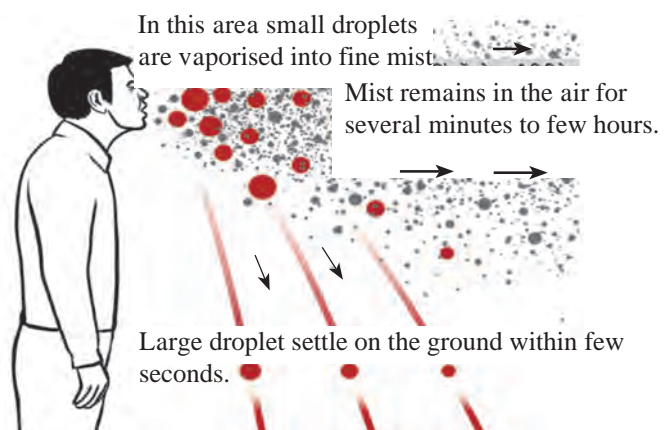 In this area small droplets
are vaporised into fine mist
Mist remains in the air for
several minutes to few hours.
Large droplet settle on the ground within few
seconds.